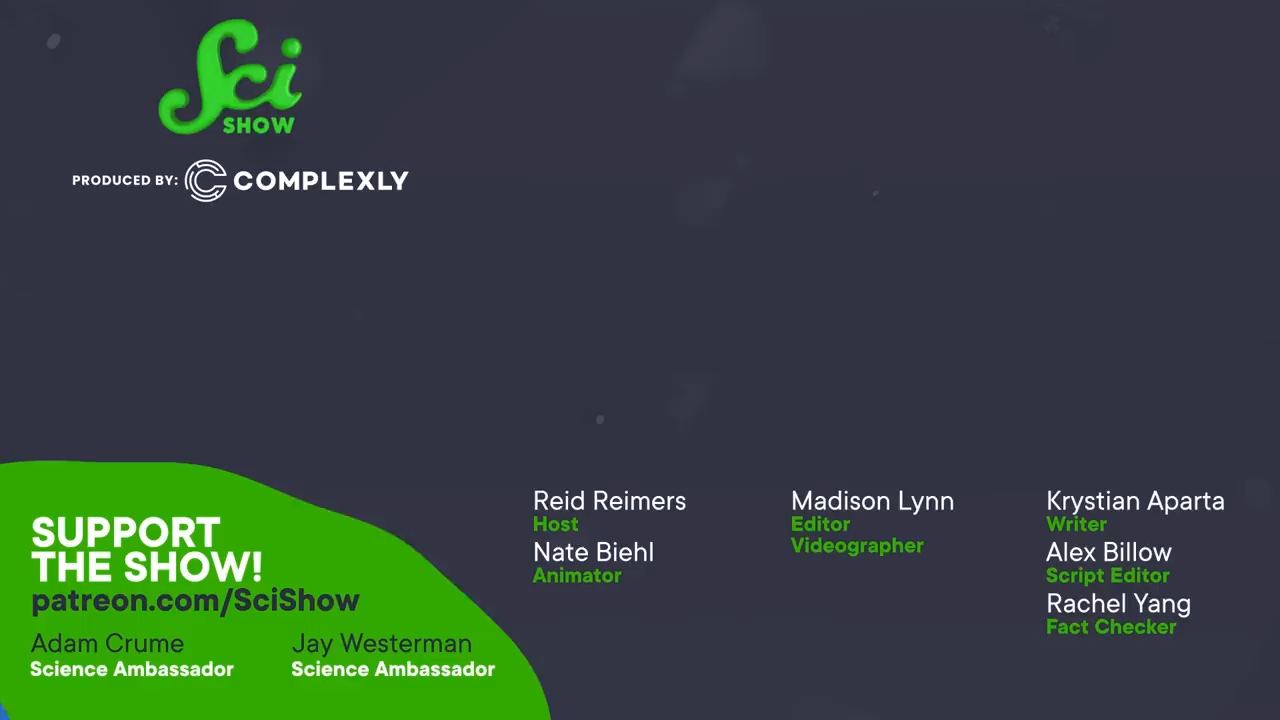 Sci
SHOW
PRODUCED BY: COMPLEXLY
SUPPORT
THE SHOW!
patreon.com/SciShow
Adam Crume
Science Ambassador
Jay Westerman
Science Ambassador
Reid Reimers
Host
Nate Biehl
Animator
Madison Lynn
Editor
Videographer
Krystian Aparta
Writer
Alex Billow
Script Editor
Rachel Yang
Fact Checker